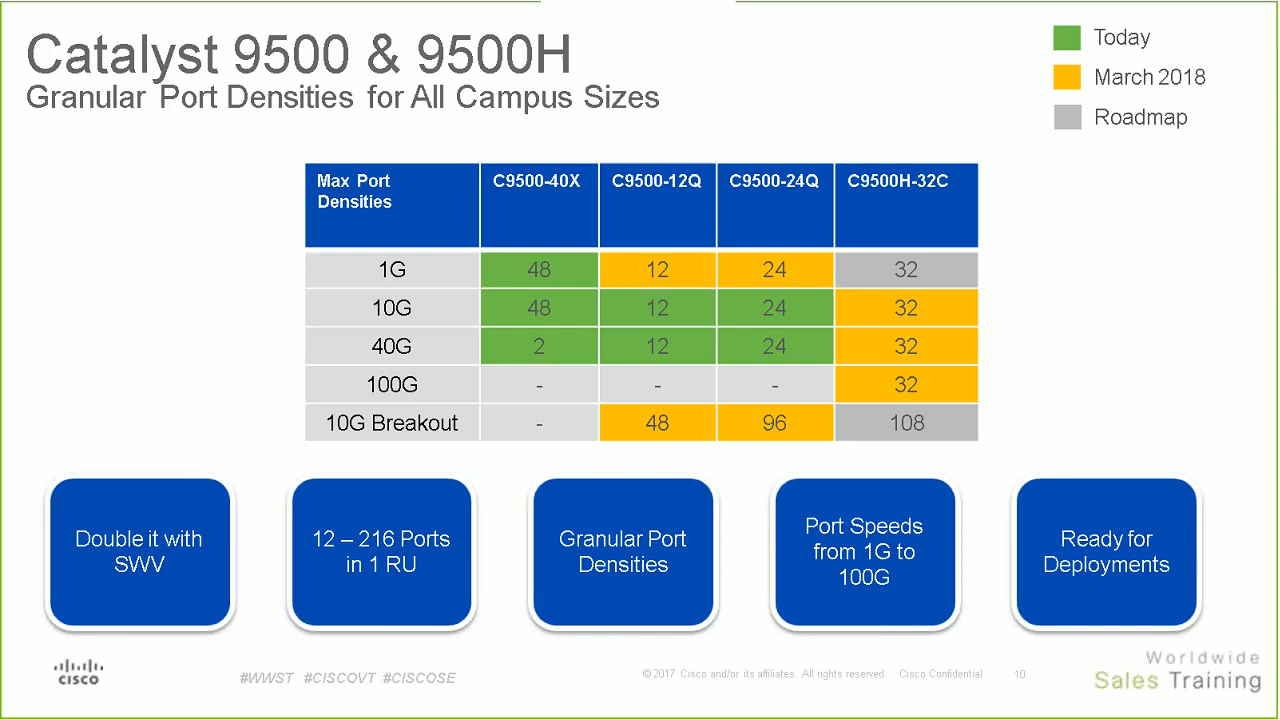 Catalyst 9500 & 9500H
Granular Port Densities for All Campus Sizes
Today
March 2018
Roadmap
Max Port Densities C9500-40X C9500-12Q C9500-24Q C9500H-32C
1G 48 12 24 32
10G 48 12 24 32
40G 2 12 24 32
100G - - - 32
10G Breakout - 48 96 108
Double it with
SWV
12 – 216 Ports
in 1 RU
Granular Port
Densities
Port Speeds
from 1G to
100G
Ready for
Deployments
CISCO
#WWST #CISCOVT #CISCOSE
© 2017 Cisco and/or its affiliates. All rights reserved. Cisco Confidential 10
Worldwide
Sales Training